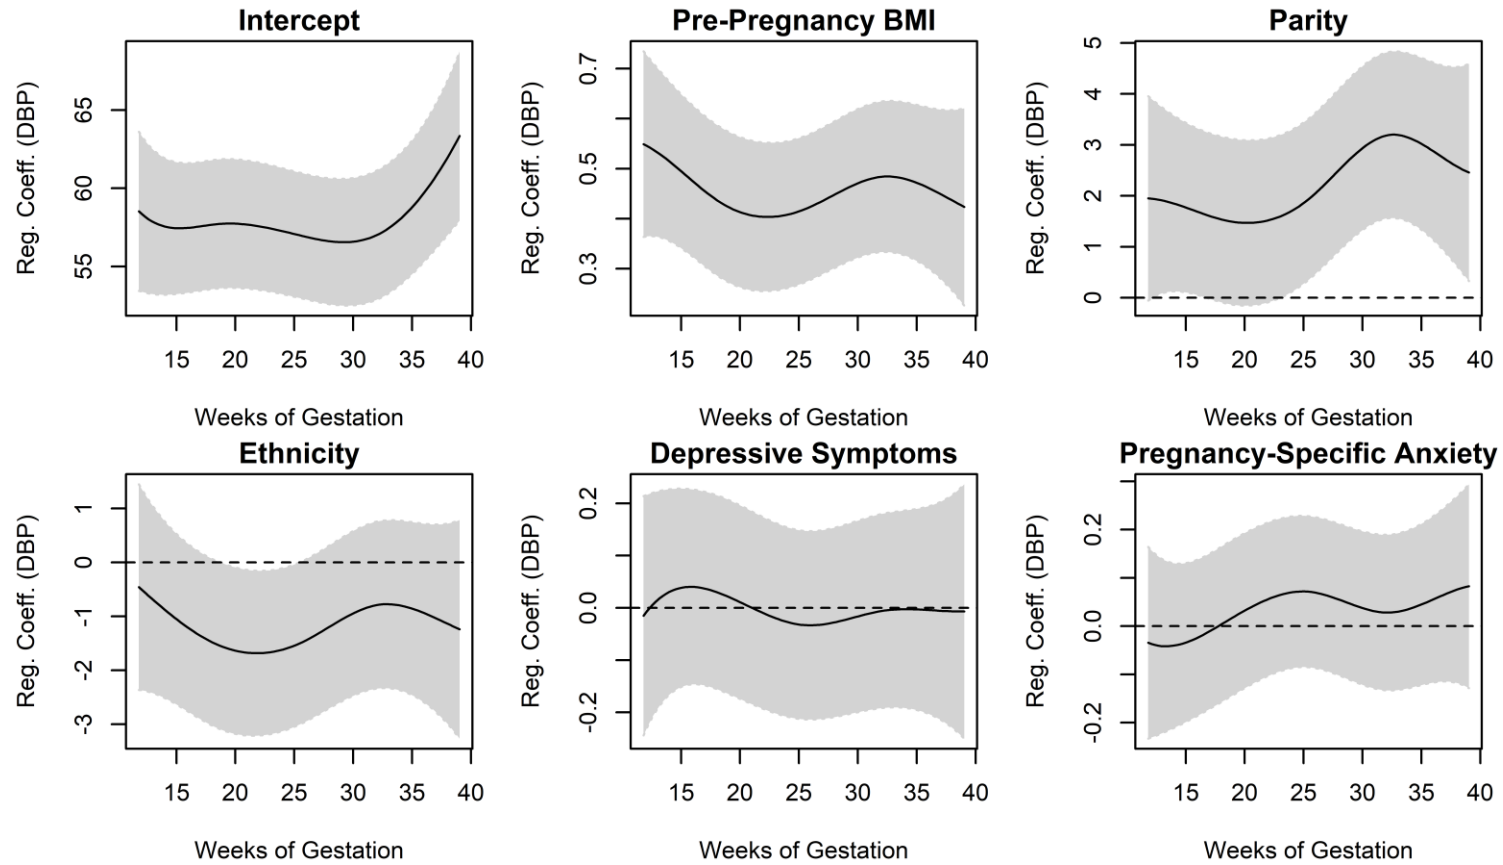 Intercept
Reg. Coeff. (DBP)
65
60
55
15 20 25 30 35 40
Weeks of Gestation
Pre-Pregnancy BMI
Reg. Coeff. (DBP)
0.7
0.5
0.3
15 20 25 30 35 40
Weeks of Gestation
Parity
Reg. Coeff. (DBP)
5
4
3
2
1
0
15 20 25 30 35 40
Weeks of Gestation
Ethnicity
Reg. Coeff. (DBP)
1
0
-1
-2
-3
15 20 25 30 35 40
Weeks of Gestation
Depressive Symptoms
Reg. Coeff. (DBP)
0.2
0.0
-0.2
15 20 25 30 35 40
Weeks of Gestation
Pregnancy-Specific Anxiety
Reg. Coeff. (DBP)
0.2
0.0
-0.2
15 20 25 30 35 40
Weeks of Gestation